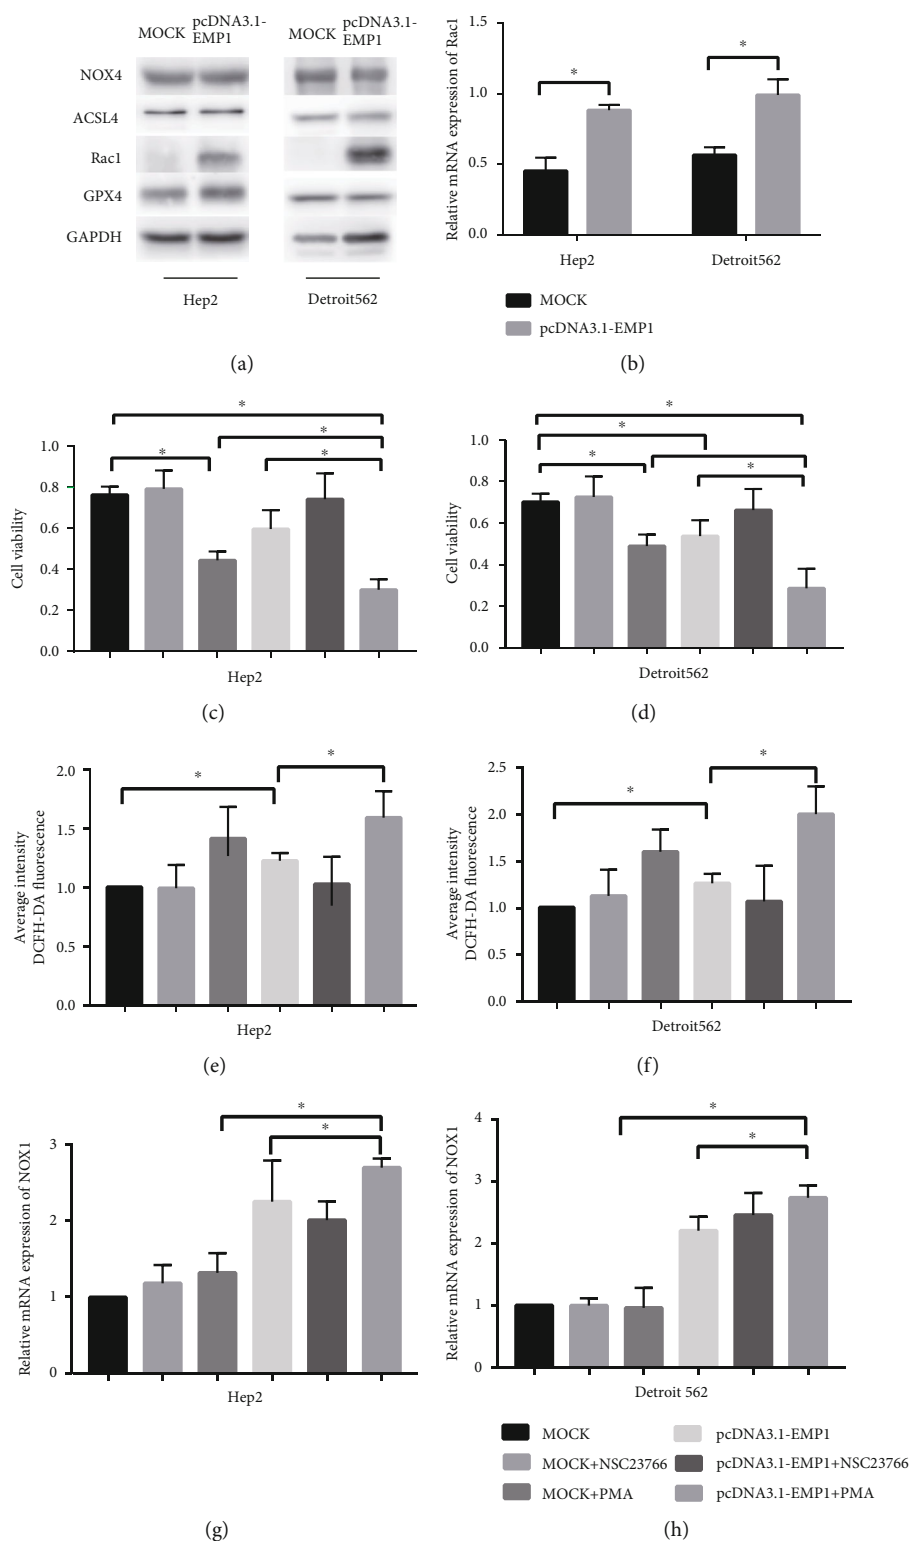 MOCK pcDNA3.1-EMP1 MOCK pcDNA3.1-EMP1
NOX4
ACSL4
Rac1
GPX4
GAPDH
Hep2 Detroit562
(a)
Relative mRNA expression of Rac1
1.5
1.0
0.5
0.0
* *
Hep2 Detroit562
MOCK
pcDNA3.1-EMP1
(b)
Cell viability
1.0
0.8
0.6
0.4
0.2
0.0
*
*
* *
Hep2
(c)
Cell viability
1.0
0.8
0.6
0.4
0.2
0.0
*
*
* *
Detroit562
(d)
Average intensity
DCFH-DA fluorescence
2.0
1.5
1.0
0.5
0.0
* *
Hep2
(e)
Average intensity
DCFH-DA fluorescence
2.5
2.0
1.5
1.0
0.5
0.0
* *
Detroit562
(f)
Relative mRNA expression of NOX1
3
2
1
0
*
*
Hep2
(g)
Relative mRNA expression of NOX1
4
3
2
1
0
*
*
Detroit 562
MOCK
MOCK+NSC23766
MOCK+PMA
pcDNA3.1-EMP1
pcDNA3.1-EMP1+NSC23766
pcDNA3.1-EMP1+PMA
(h)